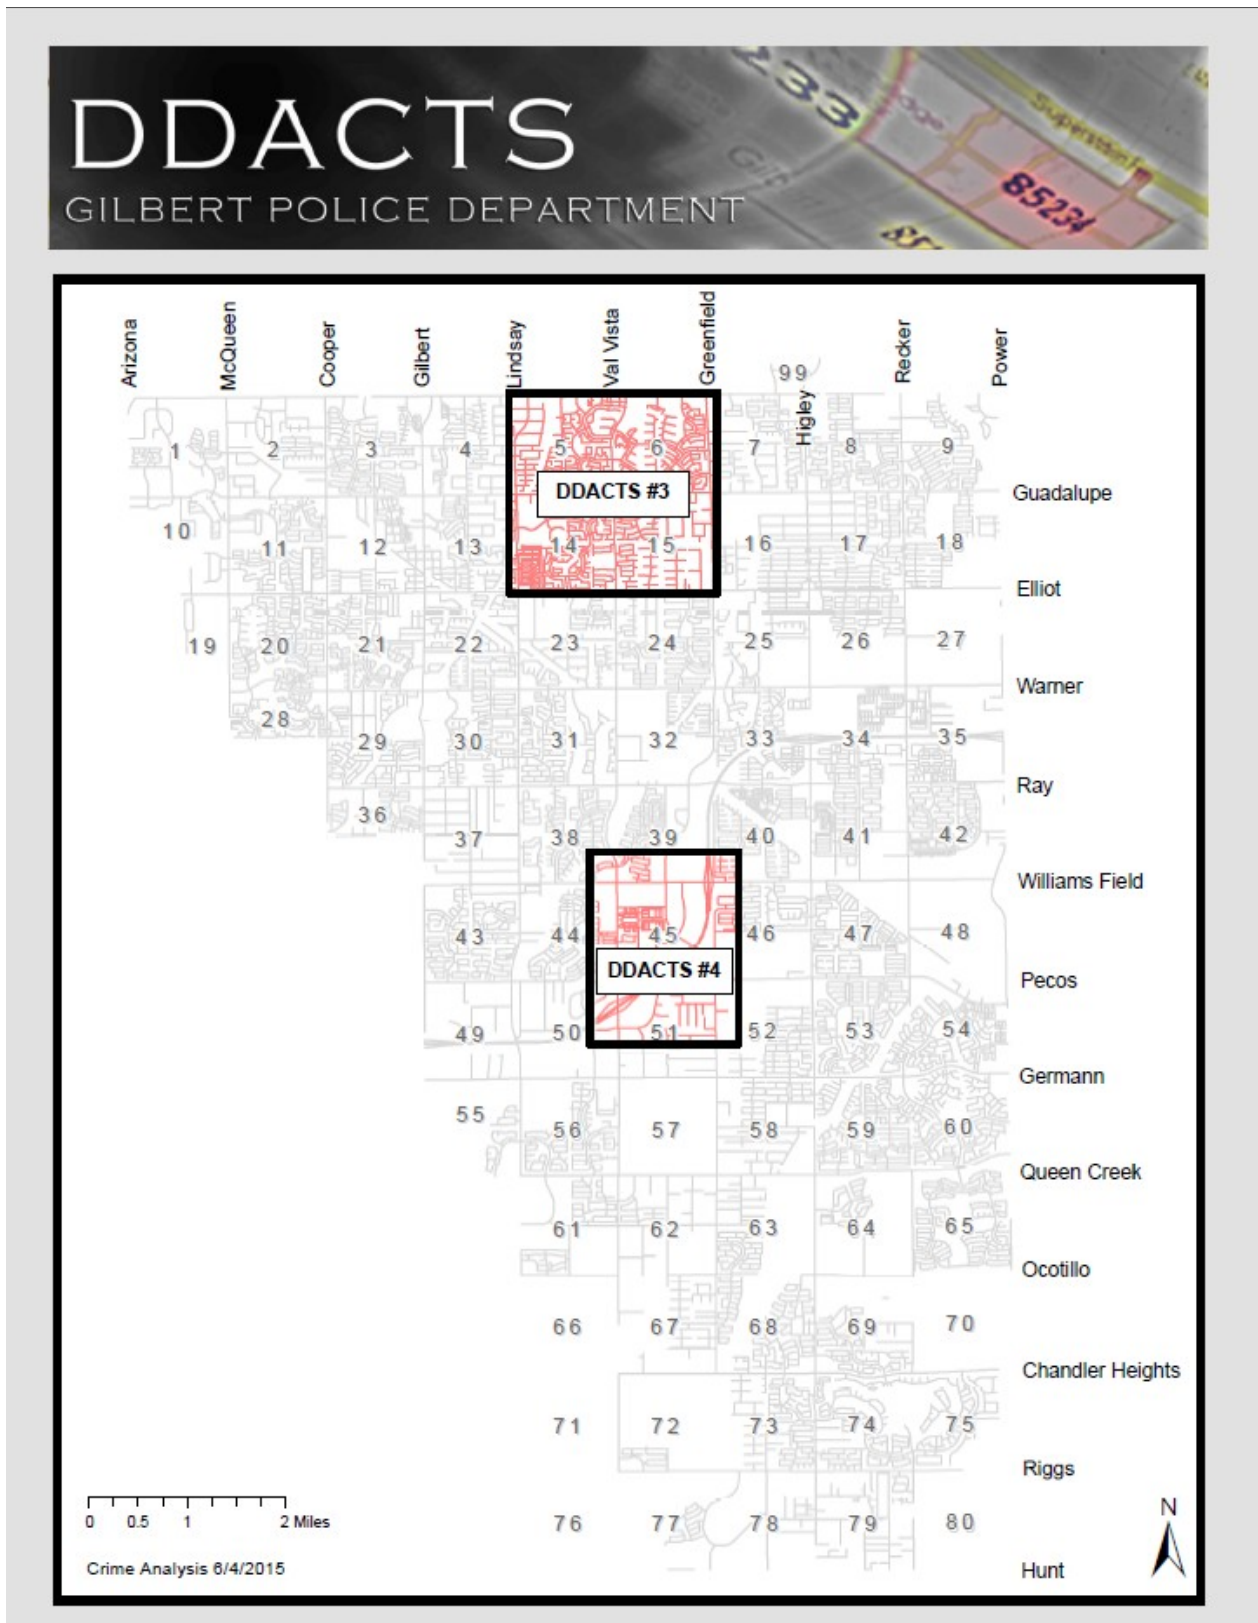 DDACTS
GILBERT POLICE DEPARTMENT
233
Gilb
Superstition
85234
Arizona
McQueen
Cooper
Gilbert
Lindsay
Val Vista
Greenfield
Higley
Recker
Power
99
1 2 3 4 5 6 7 8 9
DDACTS #3
Guadalupe
10 11 12 13 14 15 16 17 18
Elliot
19 20 21 22 23 24 25 26 27
Warner
28 29 30 31 32 33 34 35
Ray
36 37 38 39 40 41 42
Williams Field
43 44 45 46 47 48
DDACTS #4
Pecos
49 50 51 52 53 54
Germann
55 56 57 58 59 60
Queen Creek
61 62 63 64 65
Ocotillo
66 67 68 69 70
Chandler Heights
71 72 73 74 75
Riggs
76 77 78 79 80
Hunt
0 0.5 1 2 Miles
Crime Analysis 6/4/2015
N